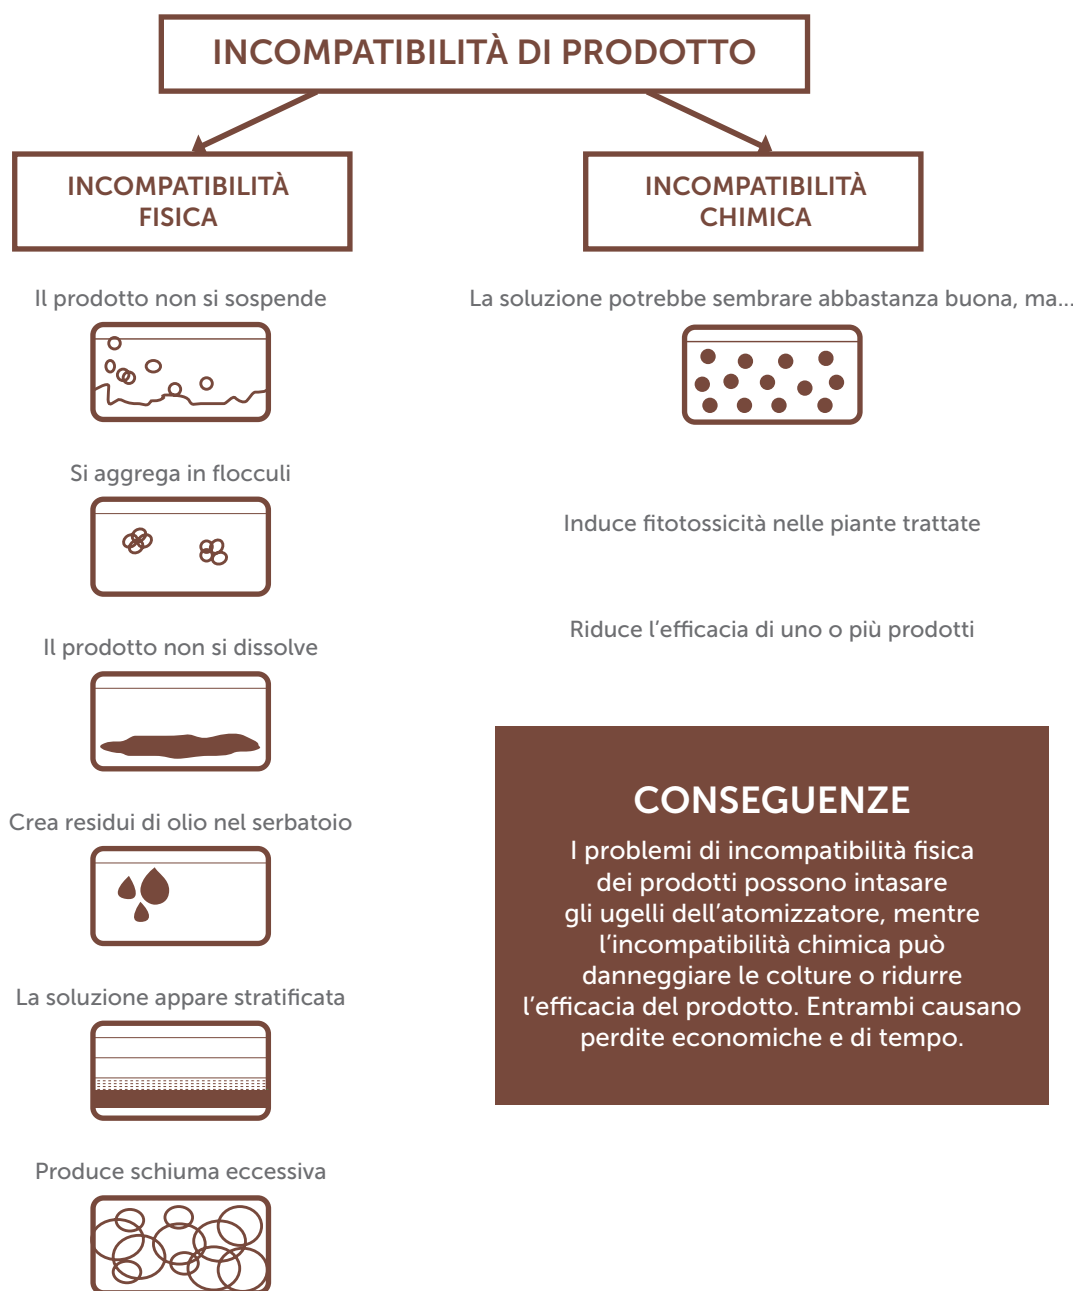 INCOMPATIBILITÀ DI PRODOTTO
INCOMPATIBILITÀ
FISICA
Il prodotto non si sospende
Si aggrega in flocculi
Il prodotto non si dissolve
Crea residui di olio nel serbatoio
La soluzione appare stratificata
Produce schiuma eccessiva
INCOMPATIBILITÀ
CHIMICA
La soluzione potrebbe sembrare abbastanza buona, ma...
Induce fitotossicità nelle piante trattate
Riduce l’efficacia di uno o più prodotti
CONSEGUENZE
I problemi di incompatibilità fisica
dei prodotti possono intasare
gli ugelli dell’atomizzatore, mentre
l’incompatibilità chimica può
danneggiare le colture o ridurre
l’efficacia del prodotto. Entrambi causano
perdite economiche e di tempo.